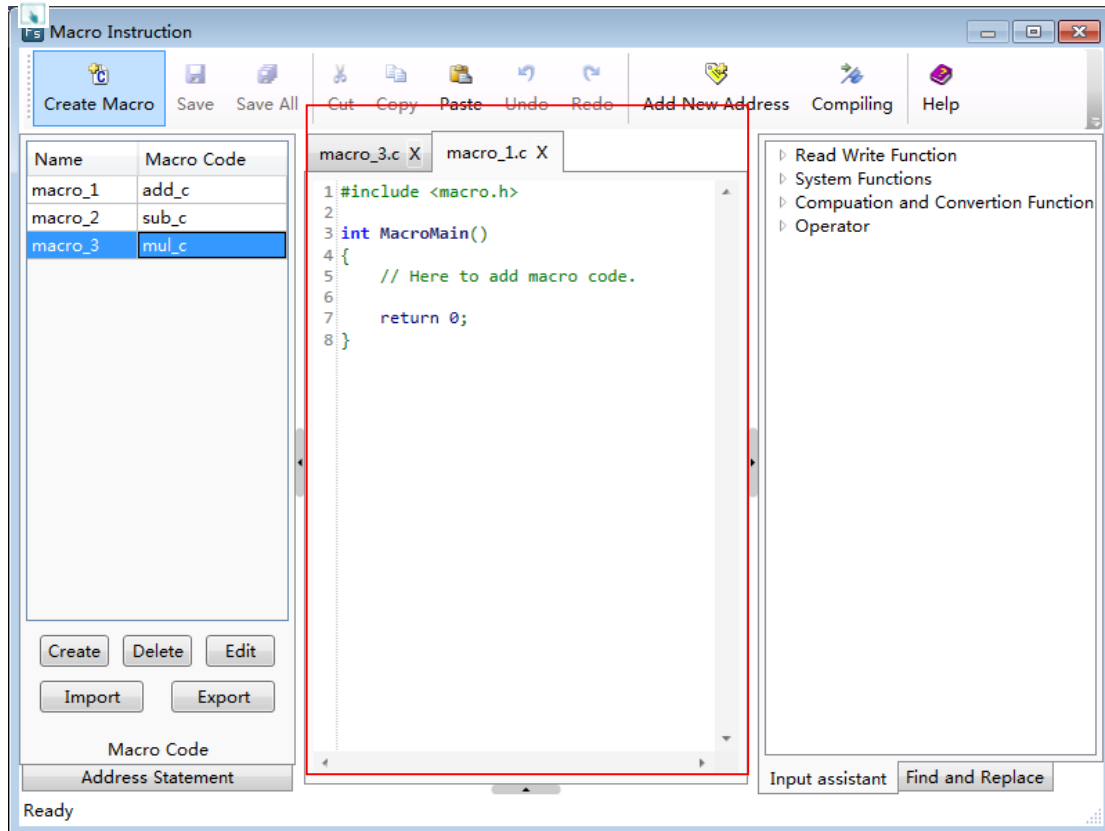 Macro Instruction
Create Macro Save Save All Cut Copy Paste Undo Redo Add New Address Compiling Help
Name Macro Code
macro_1 add_c
macro_2 sub_c
macro_3 mul_c
Create Delete Edit
Import Export
Macro Code
Address Statement
macro_3.c X macro_1.c X
1 #include <macro.h>
2
3 int MacroMain()
4 {
5 // Here to add macro code.
6
7 return 0;
8 }
Read Write Function
System Functions
Compuation and Convertion Function
Operator
Input assistant Find and Replace
Ready